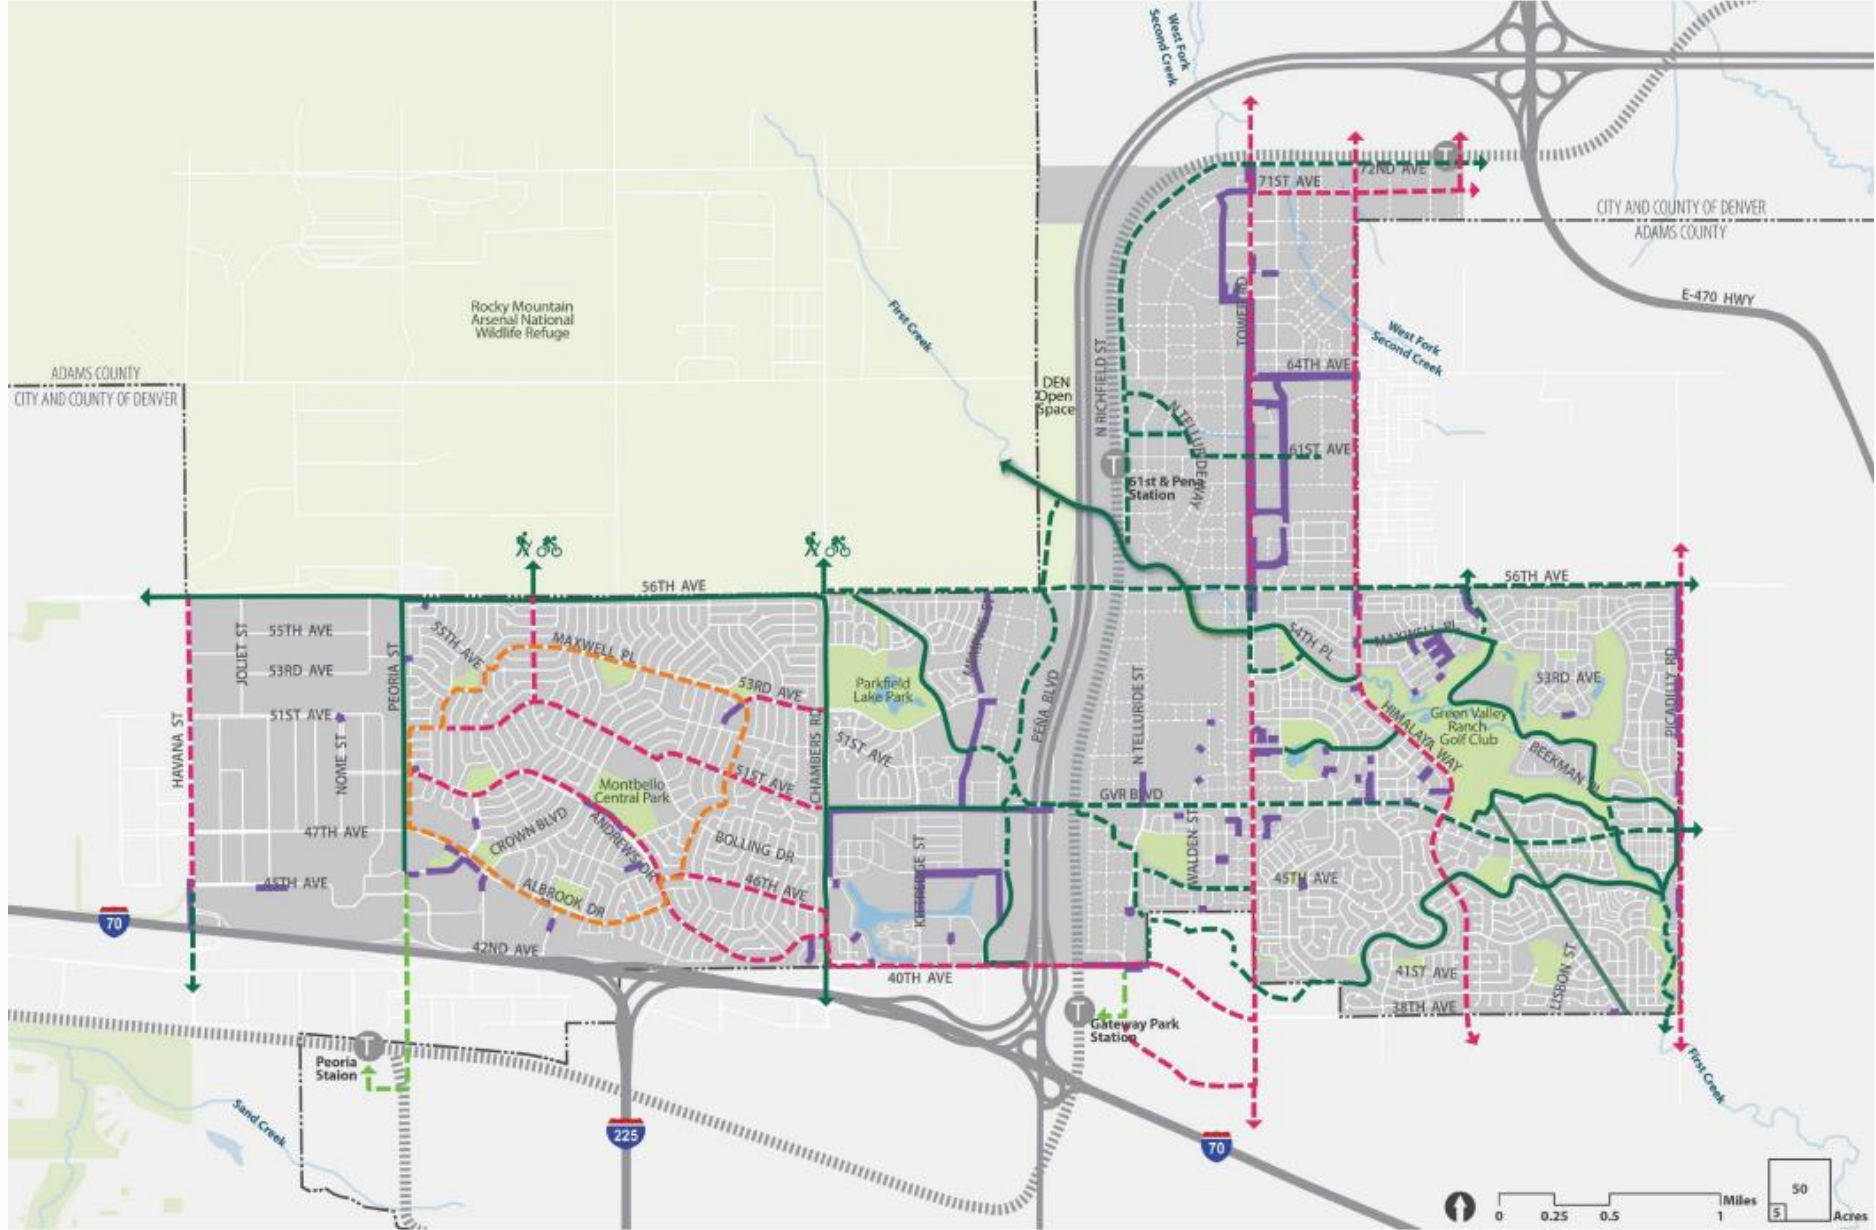 West Fork
Second Creek
71ST AVE
72ND AVE
T
CITY AND COUNTY OF DENVER
ADAMS COUNTY
E-470 HWY
Rocky Mountain
Arsenal National
Wildlife Refuge
First Creek
TOWER RD
West Fork
Second Creek
N RICHFIELD ST
64TH AVE
ADAMS COUNTY
CITY AND COUNTY OF DENVER
DEN
Open
Space
N TELLURIDE WAY
61ST AVE
T
61st & Pena
Station
56TH AVE
56TH AVE
JOLIET ST
55TH AVE
PEORIA ST
55TH AVE
MAXWELL PL
54TH PL
MAXWELL PL
53RD AVE
53RD AVE
Parkfield
Lake Park
53RD AVE
PICADILLY RD
HAVANA ST
51ST AVE
NOME ST
PENA BLVD
N TELLURIDE ST
HIMALAYA WAY
Green Valley
Ranch
Golf Club
51ST AVE
CHAMBERS RD
BEEKMAN PL
51ST AVE
Montbello
Central Park
GVR BLVD
47TH AVE
CROWN BLVD
ANDREWS DR
BOLLING DR
KITTREDGE ST
WALDEN ST
45TH AVE
ALBROOK DR
46TH AVE
45TH AVE
70
42ND AVE
40TH AVE
41ST AVE
LISBON ST
38TH AVE
T
Gateway Park
Station
T
Peoria
Staion
First Creek
Sand Creek
225
70
50
5
Acres
Miles
0
0.25
0.5
1